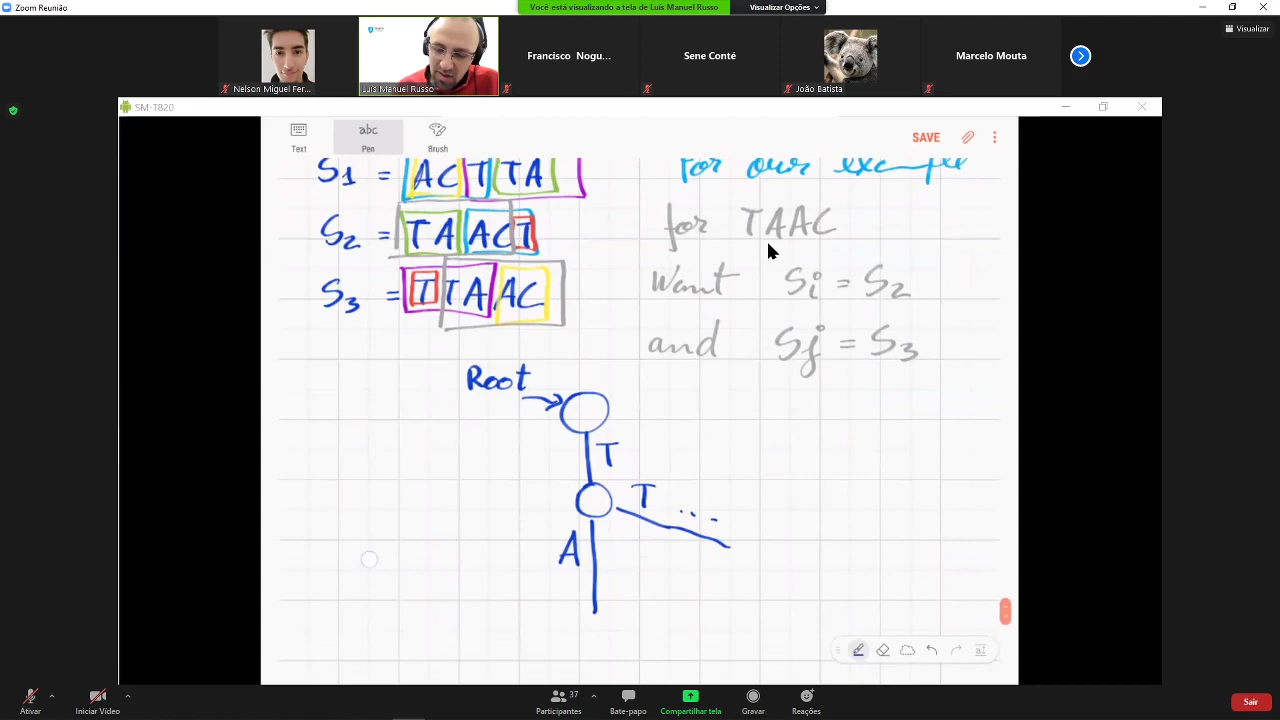 Zoom Reunião
Você está visualizando a tela de Luís Manuel Russo
Visualizar Opções
Visualizar
Nelson Miguel Fer...
Luís Manuel Russo
Francisco Nogu...
Sene Conté
João Batista
Marcelo Mouta
SM-T820
Text
abc
Pen
Brush
SAVE
S1 = ACTTA
for our example
S2 = TAACT
for TAAC
S3 = TTAAC
Want Si = S2
and Sj = S3
Root
T
T ...
A
Ativar
Iniciar Vídeo
Participantes
37
Bate-papo
Compartilhar tela
Gravar
Reações
Sair